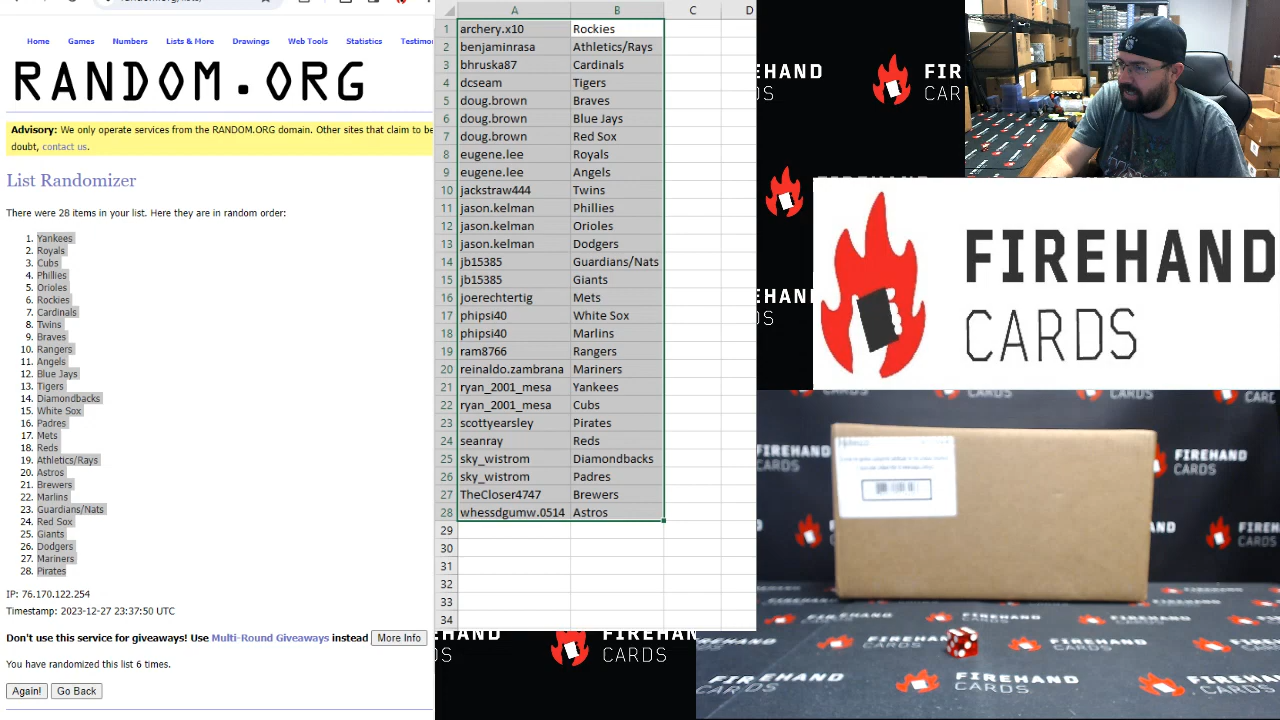 Home Games Numbers Lists & More Drawings Web Tools Statistics Testimo
RANDOM.ORG
Advisory: We only operate services from the RANDOM.ORG domain. Other sites that claim to be
doubt, contact us.
List Randomizer
There were 28 items in your list. Here they are in random order:
1. Yankees
2. Royals
3. Cubs
4. Phillies
5. Orioles
6. Rockies
7. Cardinals
8. Twins
9. Braves
10. Rangers
11. Angels
12. Blue Jays
13. Tigers
14. Diamondbacks
15. White Sox
16. Padres
17. Mets
18. Reds
19. Athletics/Rays
20. Astros
21. Brewers
22. Marlins
23. Guardians/Nats
24. Red Sox
25. Giants
26. Dodgers
27. Mariners
28. Pirates
IP: 76.170.122.254
Timestamp: 2023-12-27 23:37:50 UTC
Don't use this service for giveaways! Use Multi-Round Giveaways instead More Info
You have randomized this list 6 times.
Again! Go Back
A B C D
1 archery.x10 Rockies
2 benjaminrasa Athletics/Rays
3 bhruska87 Cardinals
4 dcseam Tigers
5 doug.brown Braves
6 doug.brown Blue Jays
7 doug.brown Red Sox
8 eugene.lee Royals
9 eugene.lee Angels
10 jackstraw444 Twins
11 jason.kelman Phillies
12 jason.kelman Orioles
13 jason.kelman Dodgers
14 jb15385 Guardians/Nats
15 jb15385 Giants
16 joerechtertig Mets
17 phipsi40 White Sox
18 phipsi40 Marlins
19 ram8766 Rangers
20 reinaldo.zambrana Mariners
21 ryan_2001_mesa Yankees
22 ryan_2001_mesa Cubs
23 scottyearsley Pirates
24 seanray Reds
25 sky_wistrom Diamondbacks
26 sky_wistrom Padres
27 TheCloser4747 Brewers
28 whessdgumw.0514 Astros
29
30
31
32
33
34
EHAND
FIR
CAR
EHAND
DS
FIREHAND
CARDS
FIREHAND
CARDS